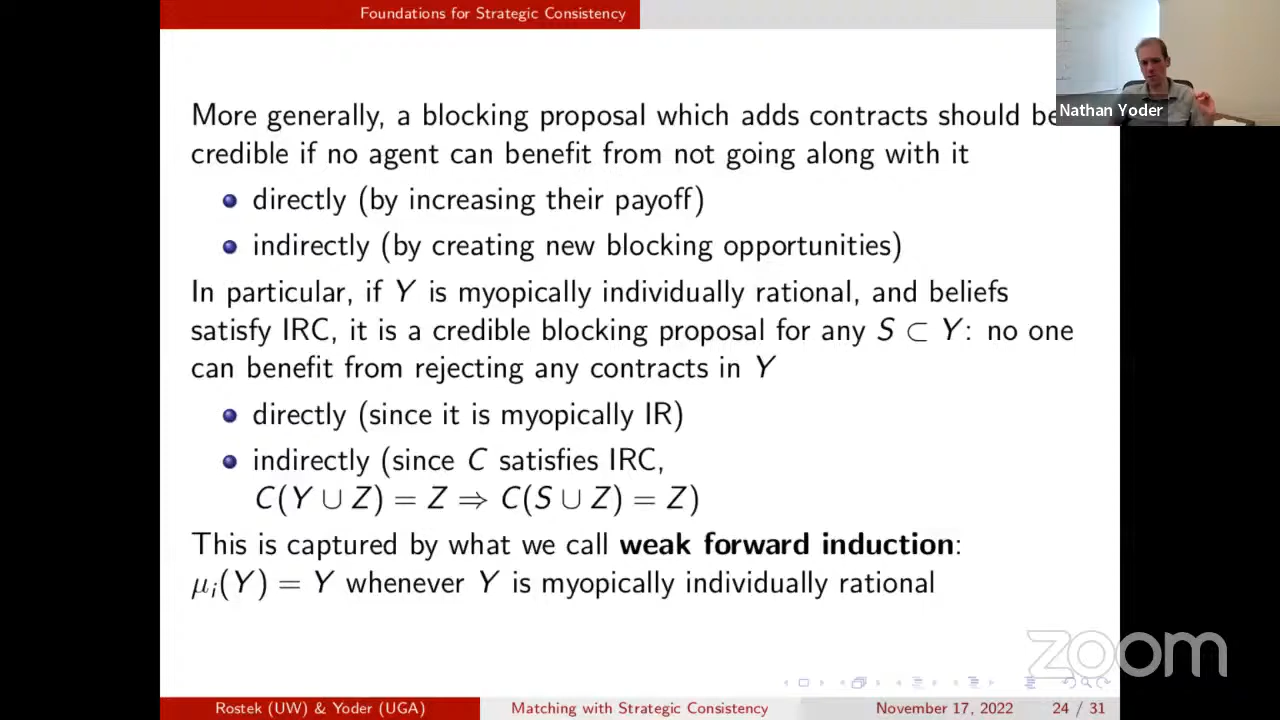 Foundations for Strategic Consistency
Nathan Yoder
More generally, a blocking proposal which adds contracts should be
credible if no agent can benefit from not going along with it
directly (by increasing their payoff)
indirectly (by creating new blocking opportunities)
In particular, if Y is myopically individually rational, and beliefs
satisfy IRC, it is a credible blocking proposal for any S ⊂ Y: no one
can benefit from rejecting any contracts in Y
directly (since it is myopically IR)
indirectly (since C satisfies IRC,
C(Y ∪ Z) = Z ⇒ C(S ∪ Z) = Z)
This is captured by what we call weak forward induction:
μᵢ(Y) = Y whenever Y is myopically individually rational
zoom
Rostek (UW) & Yoder (UGA) Matching with Strategic Consistency November 17, 2022 24 / 31